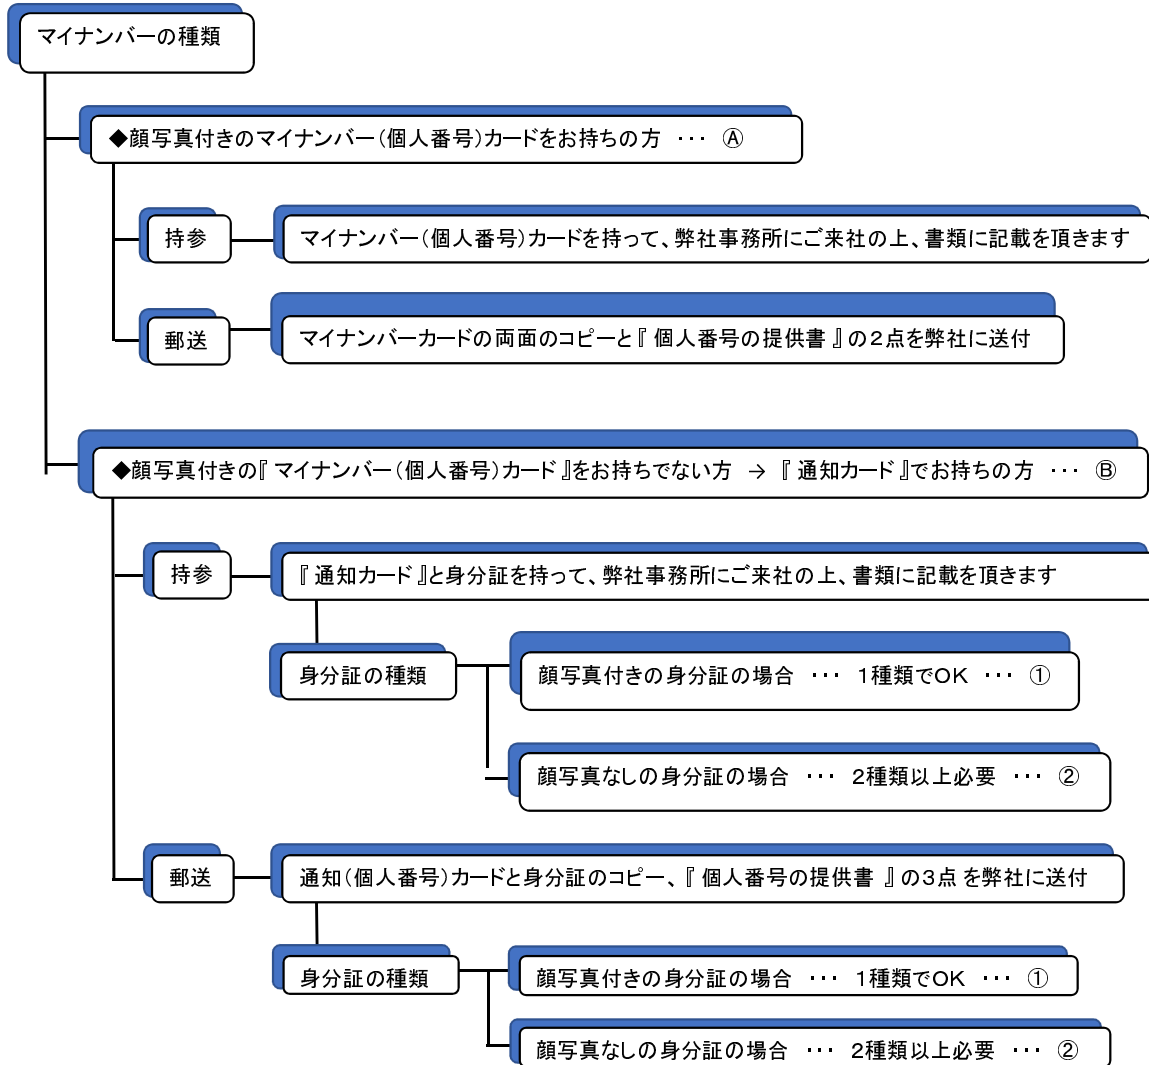 マイナンバーの種類
◆顔写真付きのマイナンバー(個人番号)カードをお持ちの方 ・・・ Ⓐ
持参
マイナンバー(個人番号)カードを持って、弊社事務所にご来社の上、書類に記載を頂きます
郵送
マイナンバーカードの両面のコピーと『 個人番号の提供書 』の2点を弊社に送付
◆顔写真付きの『 マイナンバー(個人番号)カード 』をお持ちでない方 → 『 通知カード 』でお持ちの方 ・・・ Ⓑ
持参
『 通知カード 』と身分証を持って、弊社事務所にご来社の上、書類に記載を頂きます
身分証の種類
顔写真付きの身分証の場合 ・・・ 1種類でOK ・・・ ①
顔写真なしの身分証の場合 ・・・ 2種類以上必要 ・・・ ②
郵送
通知(個人番号)カードと身分証のコピー、『 個人番号の提供書 』の3点 を弊社に送付
身分証の種類
顔写真付きの身分証の場合 ・・・ 1種類でOK ・・・ ①
顔写真なしの身分証の場合 ・・・ 2種類以上必要 ・・・ ②